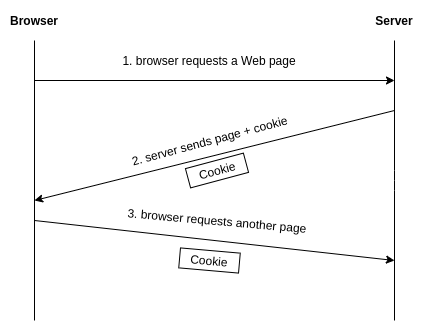 Browser
Server
1. browser requests a Web page
2. server sends page + cookie
Cookie
3. browser requests another page
Cookie